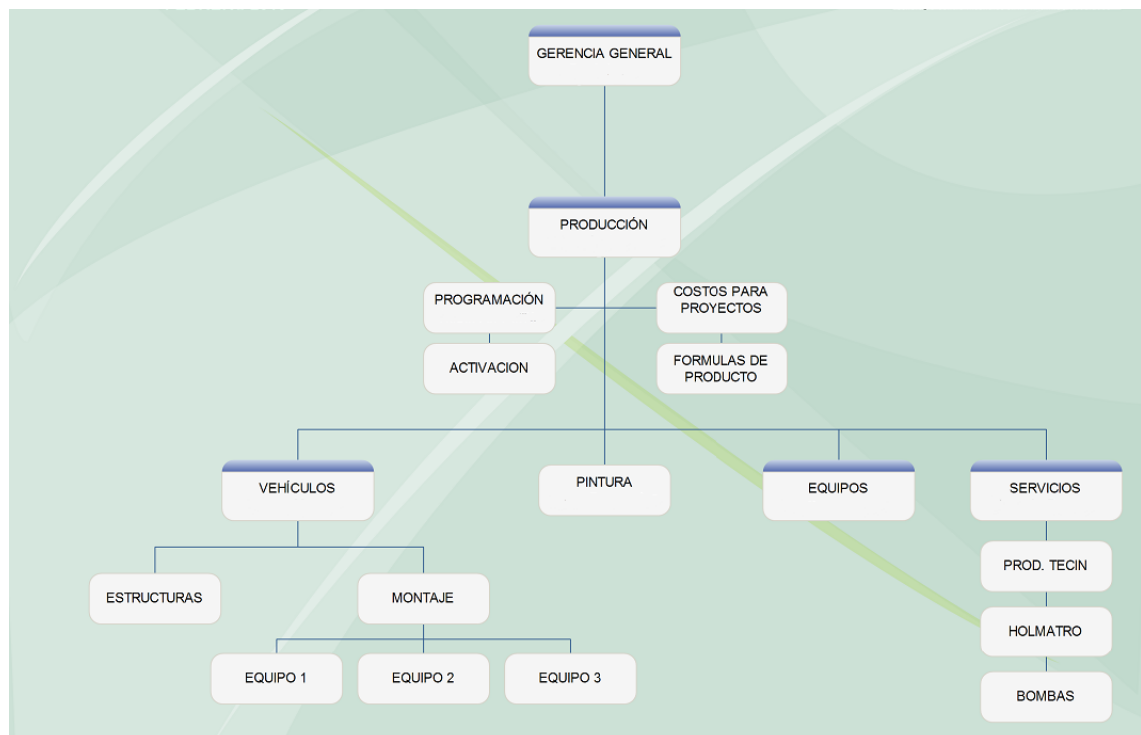 GERENCIA GENERAL
PRODUCCIÓN
PROGRAMACIÓN
COSTOS PARA
PROYECTOS
ACTIVACION
FORMULAS DE
PRODUCTO
VEHÍCULOS
PINTURA
EQUIPOS
SERVICIOS
PROD. TECIN
ESTRUCTURAS
MONTAJE
HOLMATRO
EQUIPO 1
EQUIPO 2
EQUIPO 3
BOMBAS